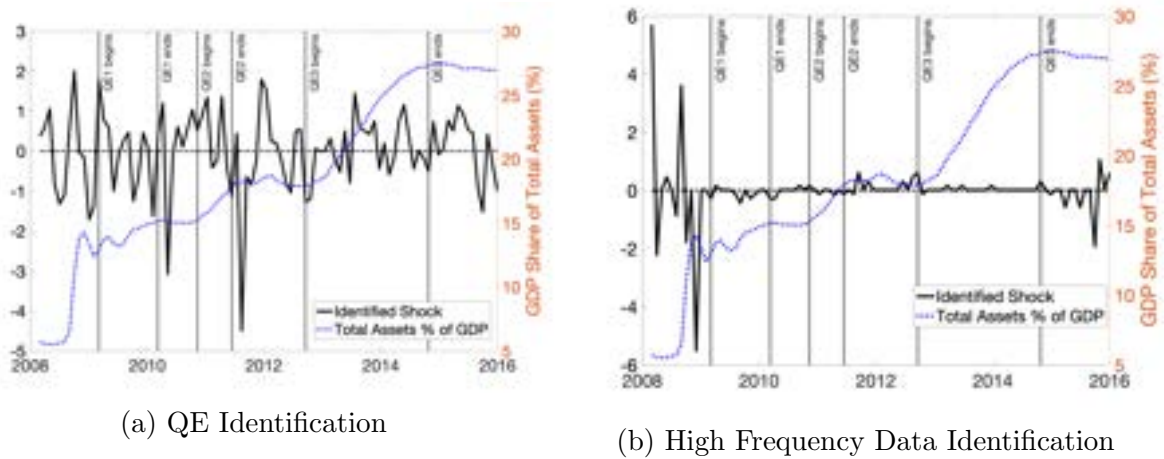 3
2
1
0
-1
-2
-3
-4
-5
2008
2010
2012
2014
2016
30
25
20
15
10
5
GDP Share of Total Assets (%)
QE1 begins
QE1 ends
QE2 begins
QE2 ends
QE3 begins
QE3 ends
Identified Shock
Total Assets % of GDP
(a) QE Identification
6
4
2
0
-2
-4
-6
2008
2010
2012
2014
2016
30
25
20
15
10
5
GDP Share of Total Assets (%)
QE1 begins
QE1 ends
QE2 begins
QE2 ends
QE3 begins
QE3 ends
Identified Shock
Total Assets % of GDP
(b) High Frequency Data Identification